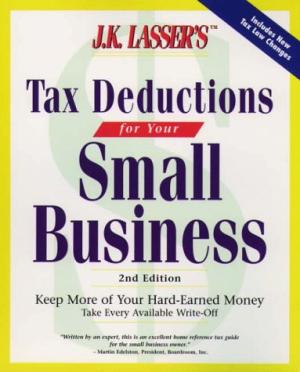 Includes New
Tax Law Changes
J.K. LASSER'S™
Tax Deductions
for Your
Small
Business
2nd Edition
Keep More of Your Hard-Earned Money
Take Every Available Write-Off
"Written by an expert, this is an excellent home reference tax guide
for the small business owner."
– Martin Edelston, President, Boardroom, Inc.